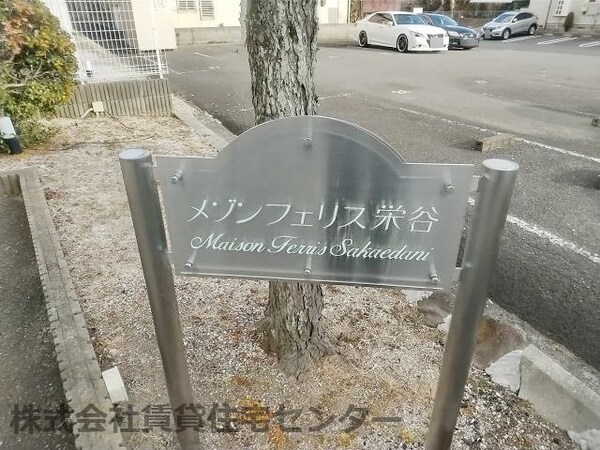 メゾンフェリス栄谷
Maison Ferris Sakaedani
株式会社賃貸住宅センター